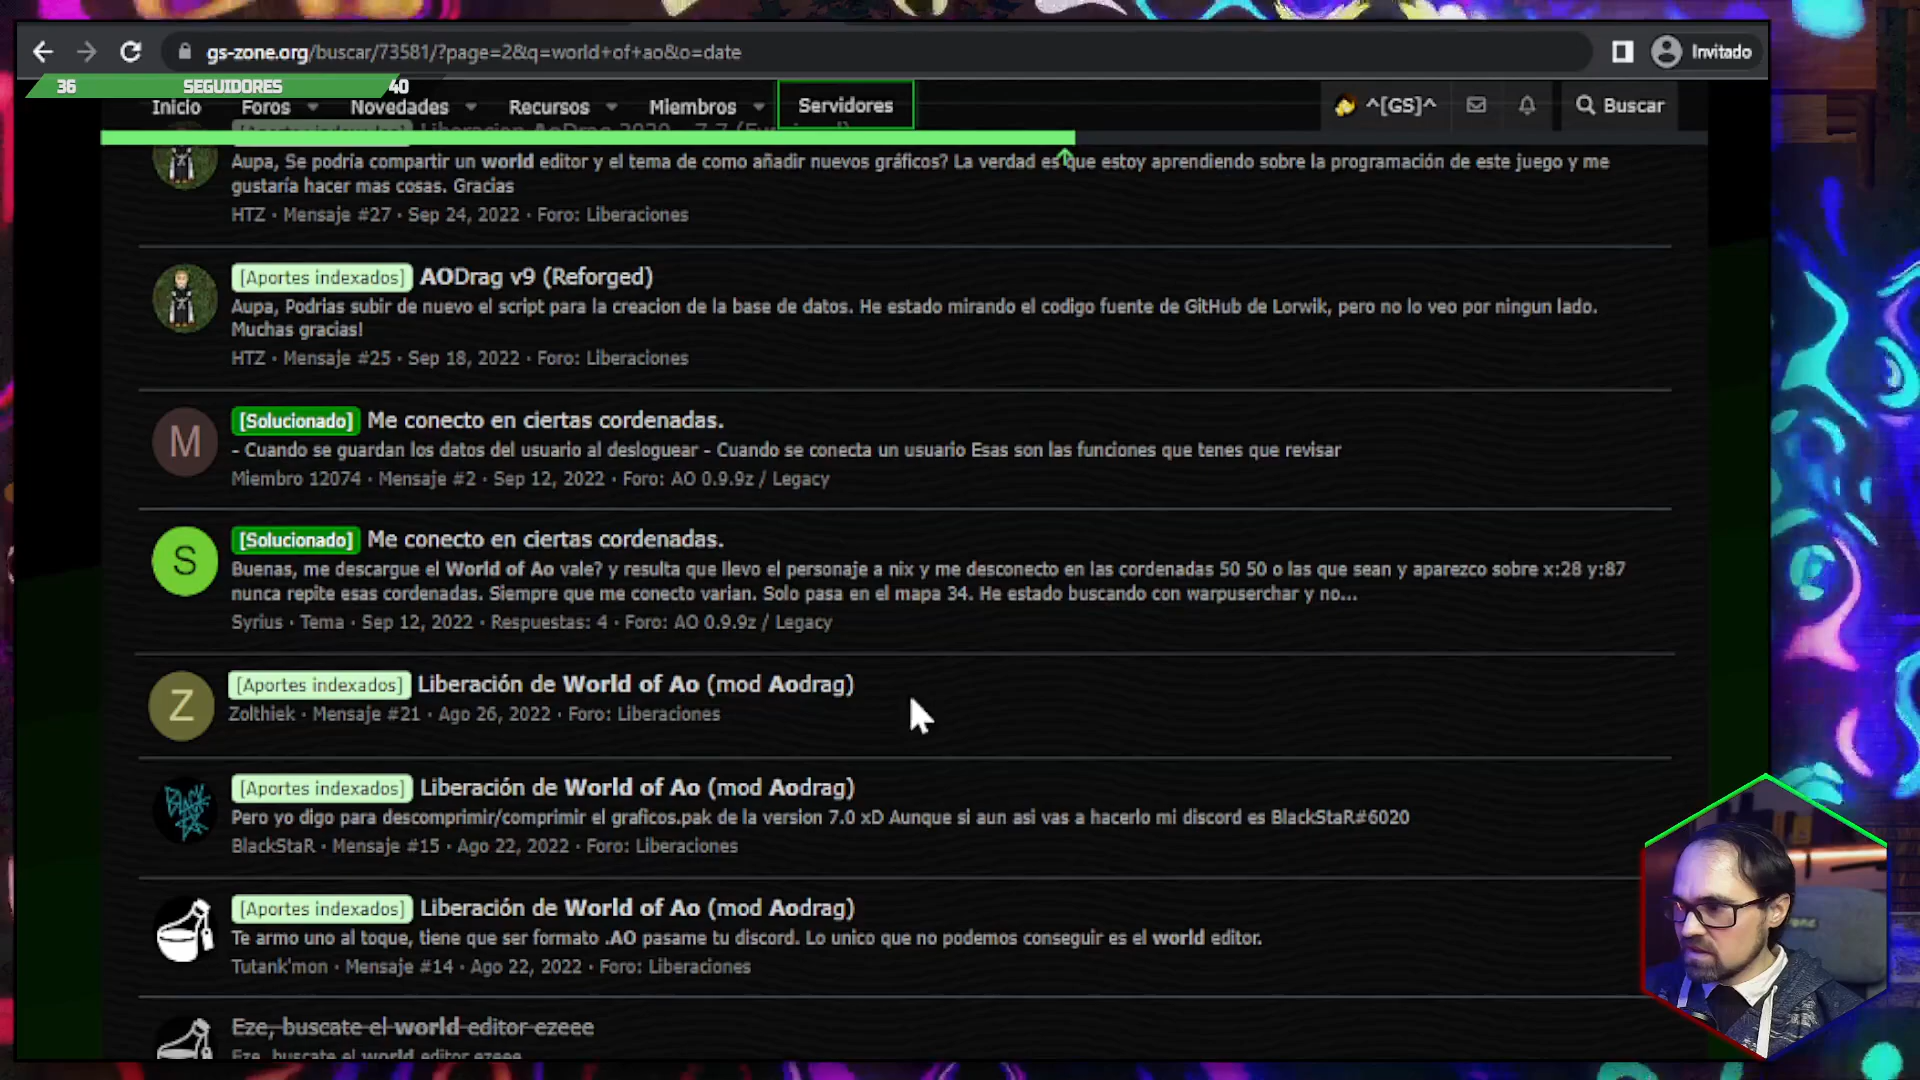 gs-zone.org/buscar/73581/?page=2&q=world+of+ao&o=date
Invitado
36 SEGUIDORES 40
Inicio Foros Novedades Recursos Miembros Servidores ^[GS]^ Buscar
Aupa, Se podría compartir un world editor y el tema de como añadir nuevos gráficos? La verdad es que estoy aprendiendo sobre la programación de este juego y me
gustaría hacer mas cosas. Gracias
HTZ · Mensaje #27 · Sep 24, 2022 · Foro: Liberaciones
[Aportes indexados] AODrag v9 (Reforged)
Aupa, Podrias subir de nuevo el script para la creacion de la base de datos. He estado mirando el codigo fuente de GitHub de Lorwik, pero no lo veo por ningun lado.
Muchas gracias!
HTZ · Mensaje #25 · Sep 18, 2022 · Foro: Liberaciones
M
[Solucionado] Me conecto en ciertas cordenadas.
- Cuando se guardan los datos del usuario al desloguear - Cuando se conecta un usuario Esas son las funciones que tenes que revisar
Miembro 12074 · Mensaje #2 · Sep 12, 2022 · Foro: AO 0.9.9z / Legacy
S
[Solucionado] Me conecto en ciertas cordenadas.
Buenas, me descargue el World of Ao vale? y resulta que llevo el personaje a nix y me desconecto en las cordenadas 50 50 o las que sean y aparezco sobre x:28 y:87
nunca repite esas cordenadas. Siempre que me conecto varian. Solo pasa en el mapa 34. He estado buscando con warpuserchar y no...
Syrius · Tema · Sep 12, 2022 · Respuestas: 4 · Foro: AO 0.9.9z / Legacy
Z
[Aportes indexados] Liberación de World of Ao (mod Aodrag)
Zolthiek · Mensaje #21 · Ago 26, 2022 · Foro: Liberaciones
BLACK
[Aportes indexados] Liberación de World of Ao (mod Aodrag)
Pero yo digo para descomprimir/comprimir el graficos.pak de la version 7.0 xD Aunque si aun asi vas a hacerlo mi discord es BlackStaR#6020
BlackStaR · Mensaje #15 · Ago 22, 2022 · Foro: Liberaciones
[Aportes indexados] Liberación de World of Ao (mod Aodrag)
Te armo uno al toque, tiene que ser formato .AO pasame tu discord. Lo unico que no podemos conseguir es el world editor.
Tutank'mon · Mensaje #14 · Ago 22, 2022 · Foro: Liberaciones
Eze, buscate el world editor ezeee
Eze, buscate el world editor ezeee